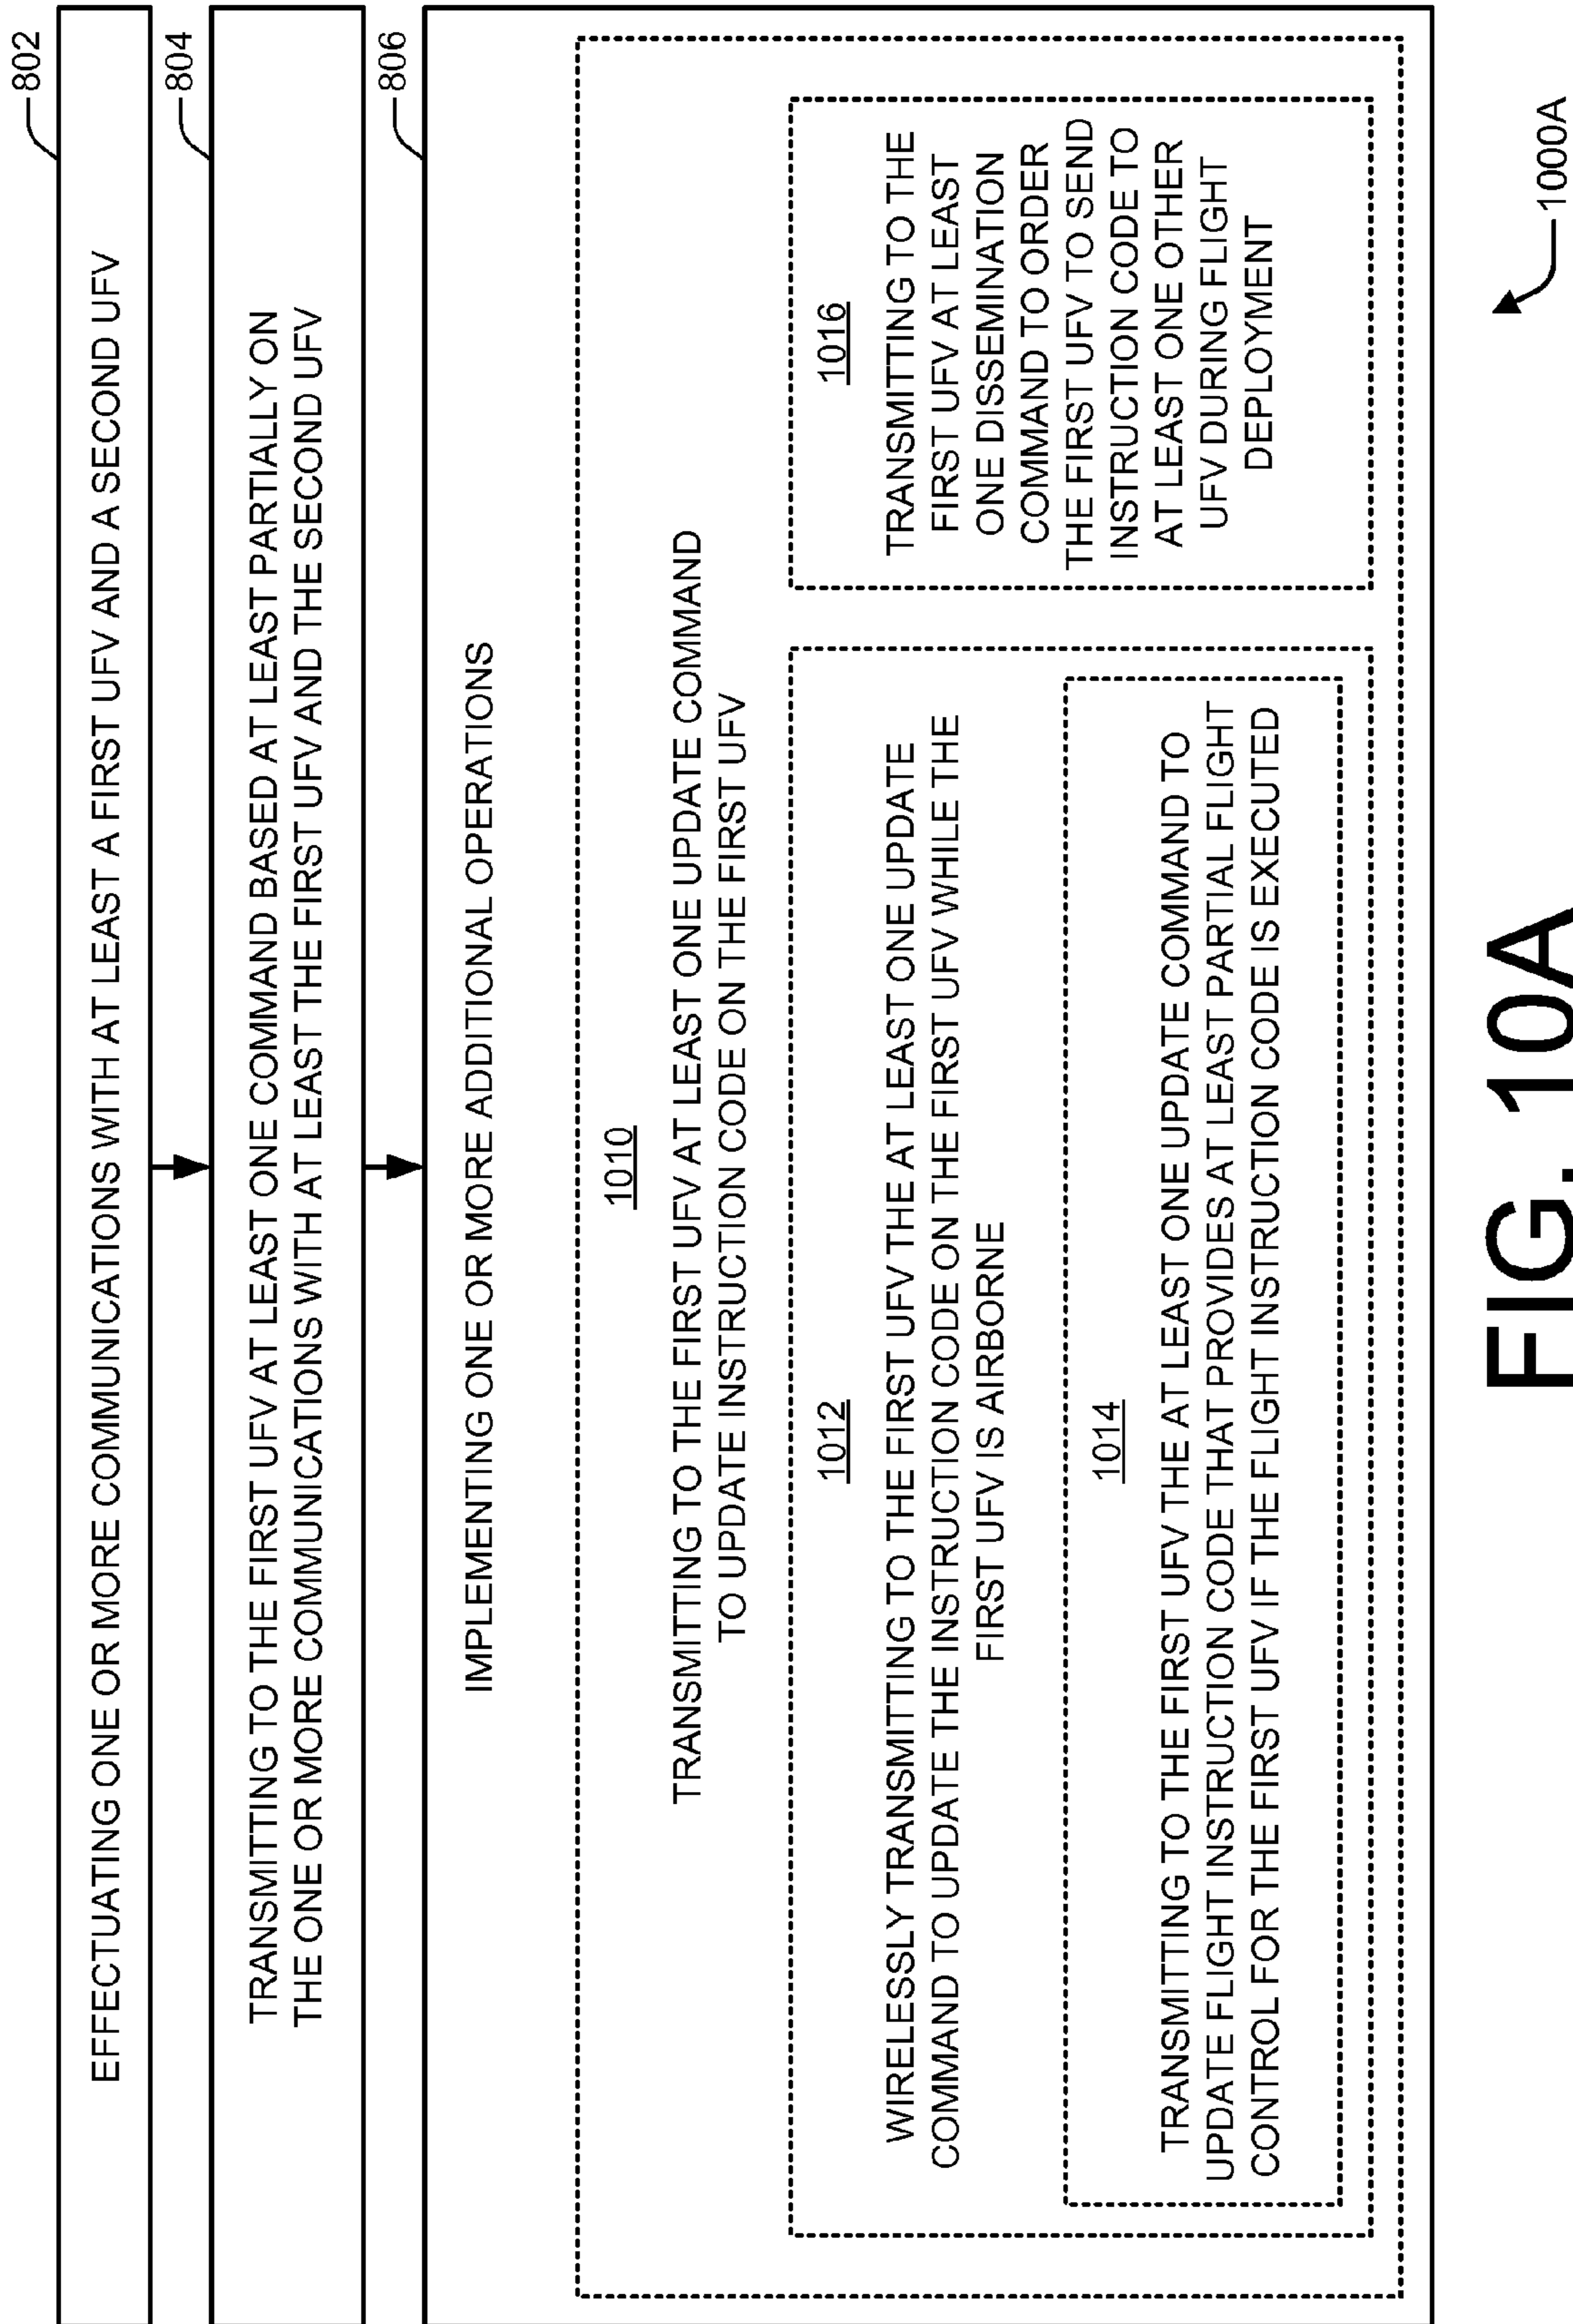 802
EFFECTUATING ONE OR MORE COMMUNICATIONS WITH AT LEAST A FIRST UFV AND A SECOND UFV
804
TRANSMITTING TO THE FIRST UFV AT LEAST ONE COMMAND BASED AT LEAST PARTIALLY ON
THE ONE OR MORE COMMUNICATIONS WITH AT LEAST THE FIRST UFV AND THE SECOND UFV
806
IMPLEMENTING ONE OR MORE ADDITIONAL OPERATIONS
1010
TRANSMITTING TO THE FIRST UFV AT LEAST ONE UPDATE COMMAND
TO UPDATE INSTRUCTION CODE ON THE FIRST UFV
1012
WIRELESSLY TRANSMITTING TO THE FIRST UFV THE AT LEAST ONE UPDATE
COMMAND TO UPDATE THE INSTRUCTION CODE ON THE FIRST UFV WHILE THE
FIRST UFV IS AIRBORNE
1014
TRANSMITTING TO THE FIRST UFV THE AT LEAST ONE UPDATE COMMAND TO
UPDATE FLIGHT INSTRUCTION CODE THAT PROVIDES AT LEAST PARTIAL FLIGHT
CONTROL FOR THE FIRST UFV IF THE FLIGHT INSTRUCTION CODE IS EXECUTED
1016
TRANSMITTING TO THE
FIRST UFV AT LEAST
ONE DISSEMINATION
COMMAND TO ORDER
THE FIRST UFV TO SEND
INSTRUCTION CODE TO
AT LEAST ONE OTHER
UFV DURING FLIGHT
DEPLOYMENT
1000A
FIG. 10A